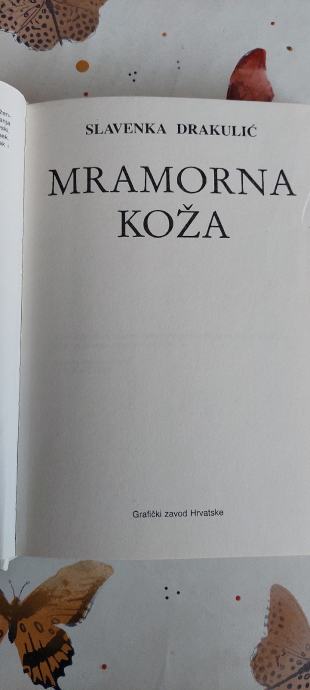 SLAVENKA DRAKULIĆ
MRAMORNA
KOŽA
Grafički zavod Hrvatske